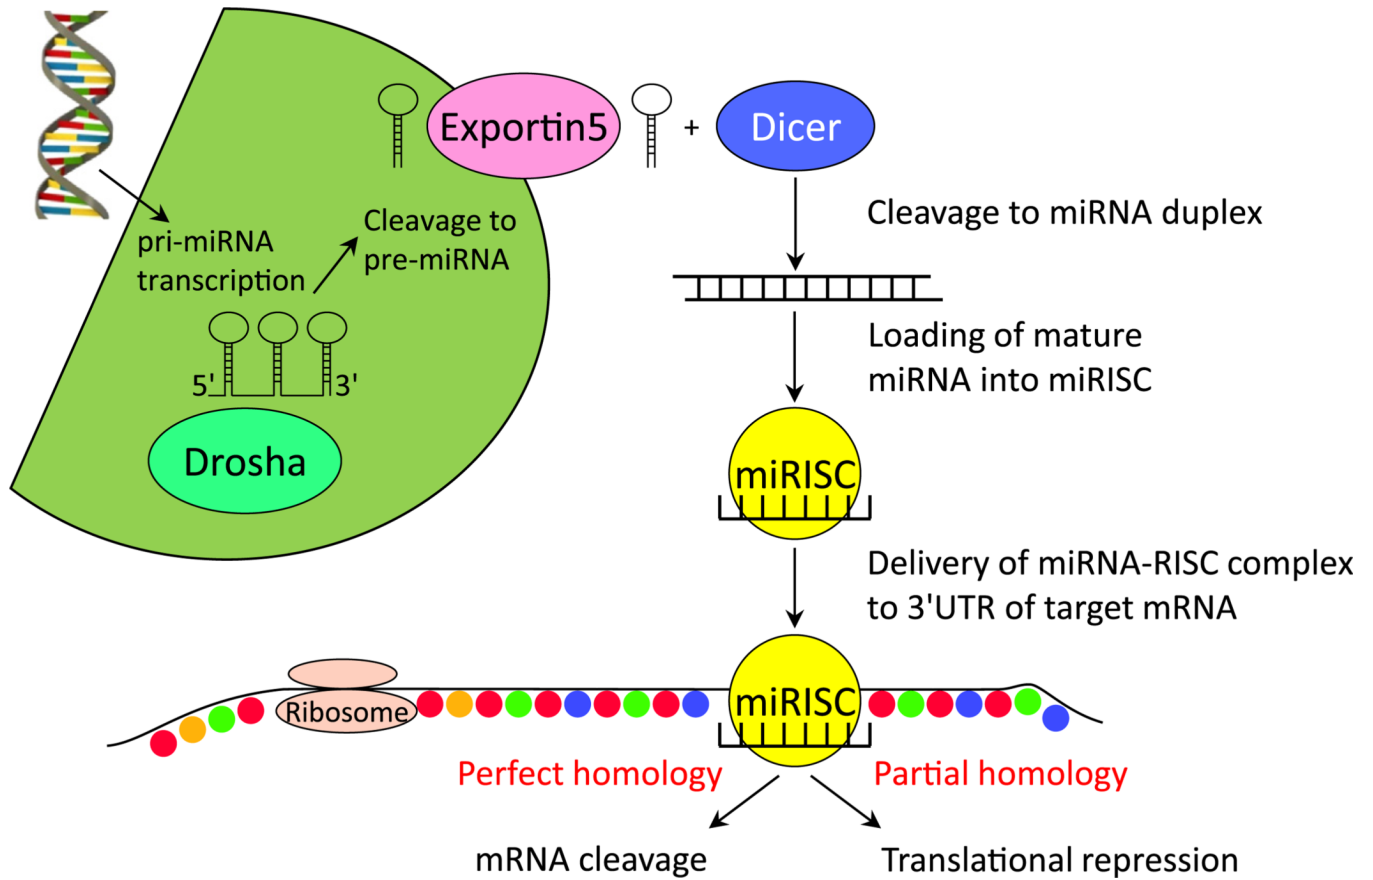 Exportin5
+
Dicer
pri-miRNA
transcription
Cleavage to
pre-miRNA
Cleavage to miRNA duplex
5'
3'
Drosha
Loading of mature
miRNA into miRISC
miRISC
Delivery of miRNA-RISC complex
to 3'UTR of target mRNA
Ribosome
miRISC
Perfect homology
Partial homology
mRNA cleavage
Translational repression